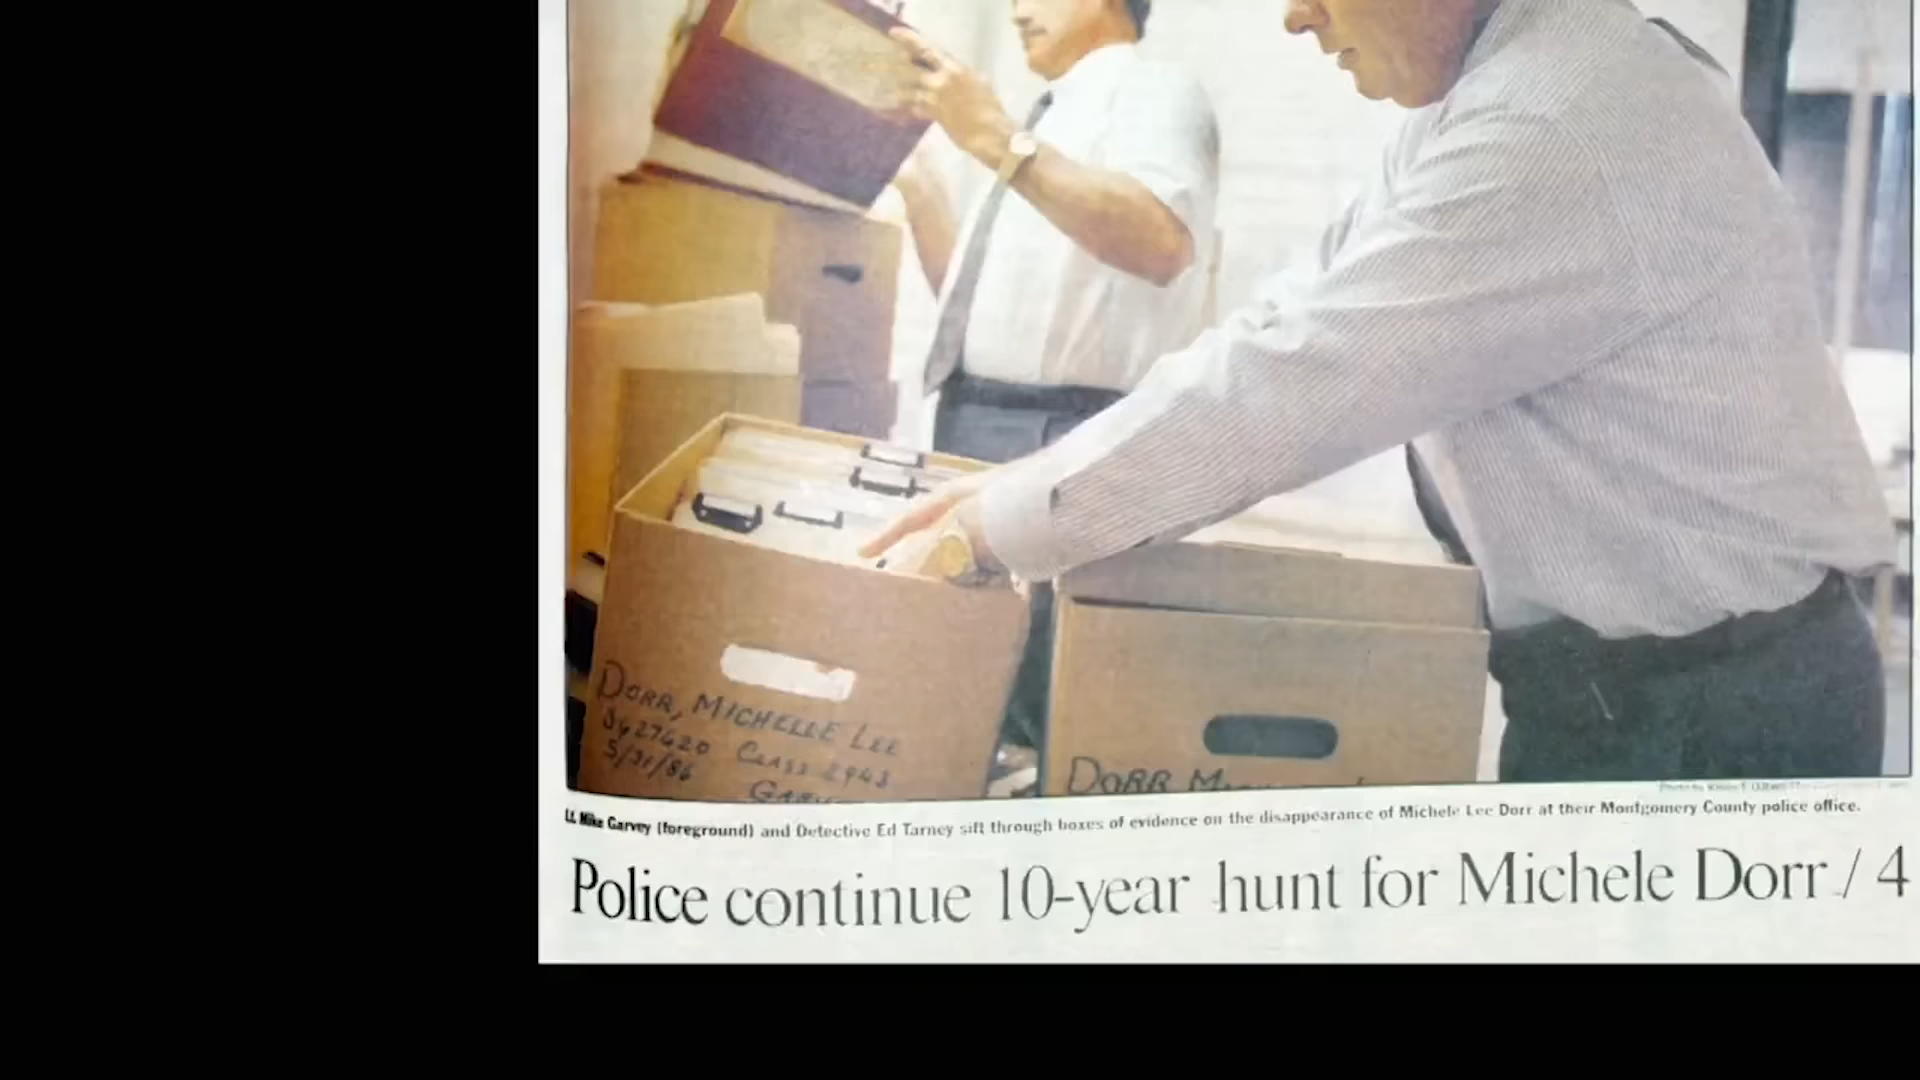 DORR, MICHELLE LEE
J427620 CLASS 2943
5/31/86
DORR
Lt. Mike Garvey (foreground) and Detective Ed Tarney sift through boxes of evidence on the disappearance of Michele Lee Dorr at their Montgomery County police office.
Police continue 10-year hunt for Michele Dorr / 4